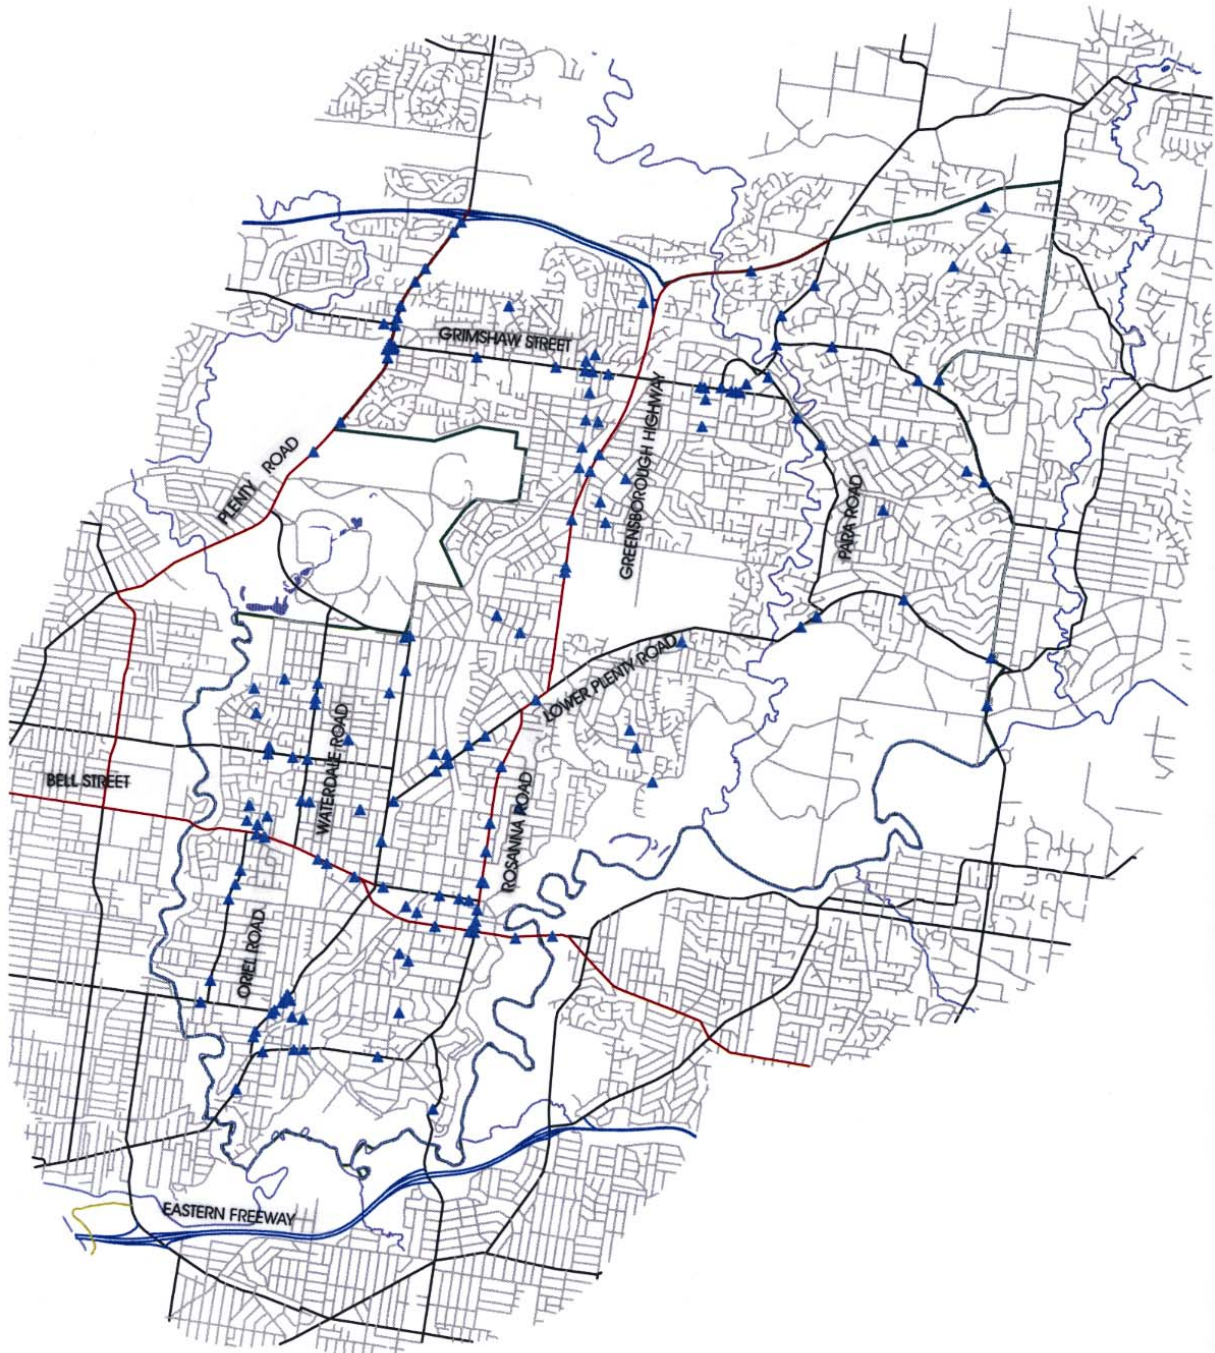 GRIMSHAW STREET
GREENSBOROUGH HIGHWAY
PLENTY ROAD
PARA ROAD
LOWER PLENTY ROAD
WATERDALE ROAD
BELL STREET
ROSANNA ROAD
ORIEL ROAD
EASTERN FREEWAY